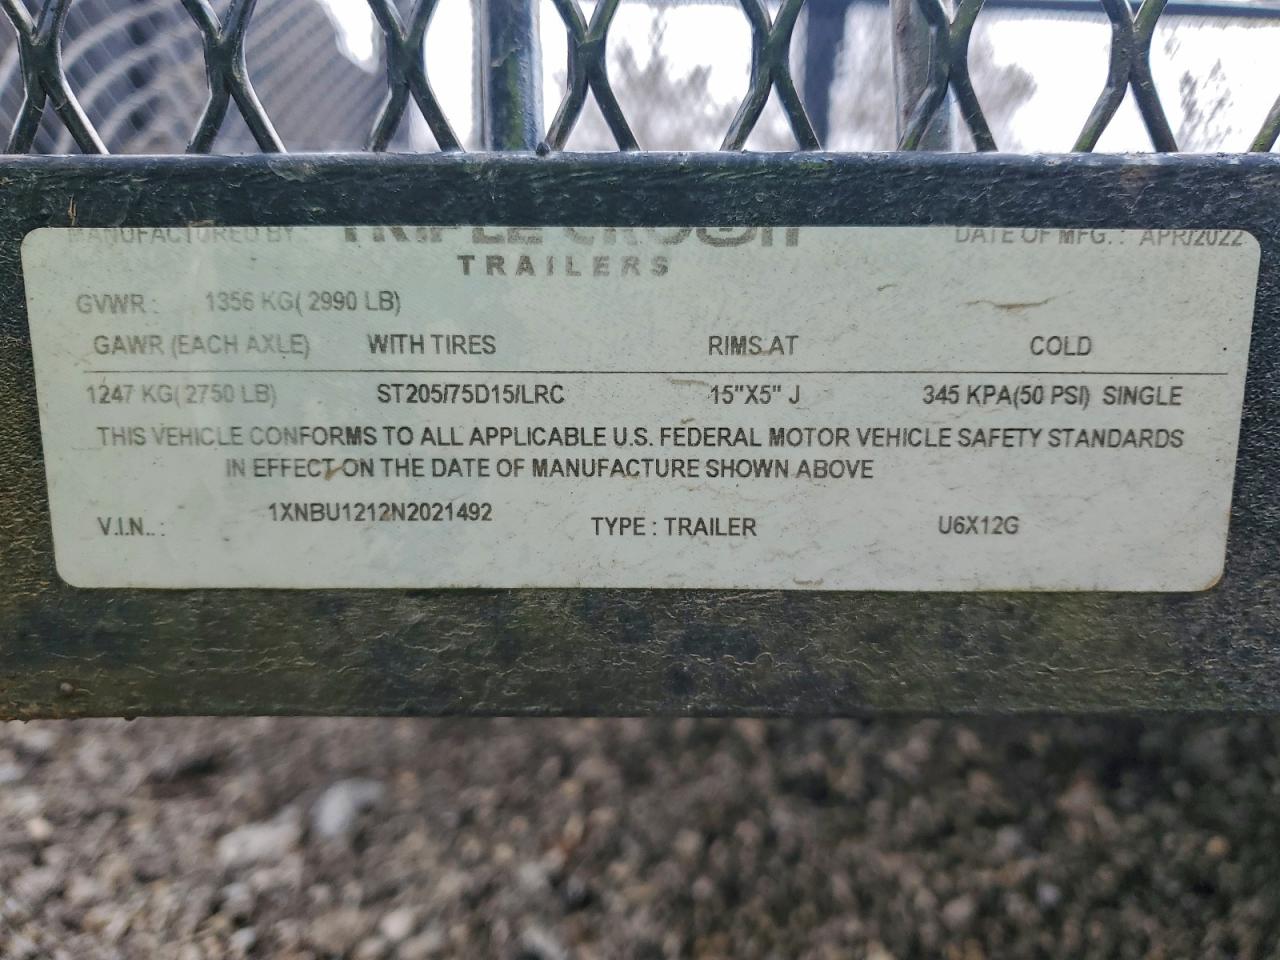 MANUFACTURED BY TRIPLE CROWN DATE OF MFG.: APR/2022
TRAILERS
GVWR: 1356 KG( 2990 LB)
GAWR (EACH AXLE) WITH TIRES RIMS AT COLD
1247 KG( 2750 LB) ST205/75D15/LRC 15"X5" J 345 KPA(50 PSI) SINGLE
THIS VEHICLE CONFORMS TO ALL APPLICABLE U.S. FEDERAL MOTOR VEHICLE SAFETY STANDARDS
IN EFFECT ON THE DATE OF MANUFACTURE SHOWN ABOVE
V.I.N..: 1XNBU1212N2021492 TYPE : TRAILER U6X12G